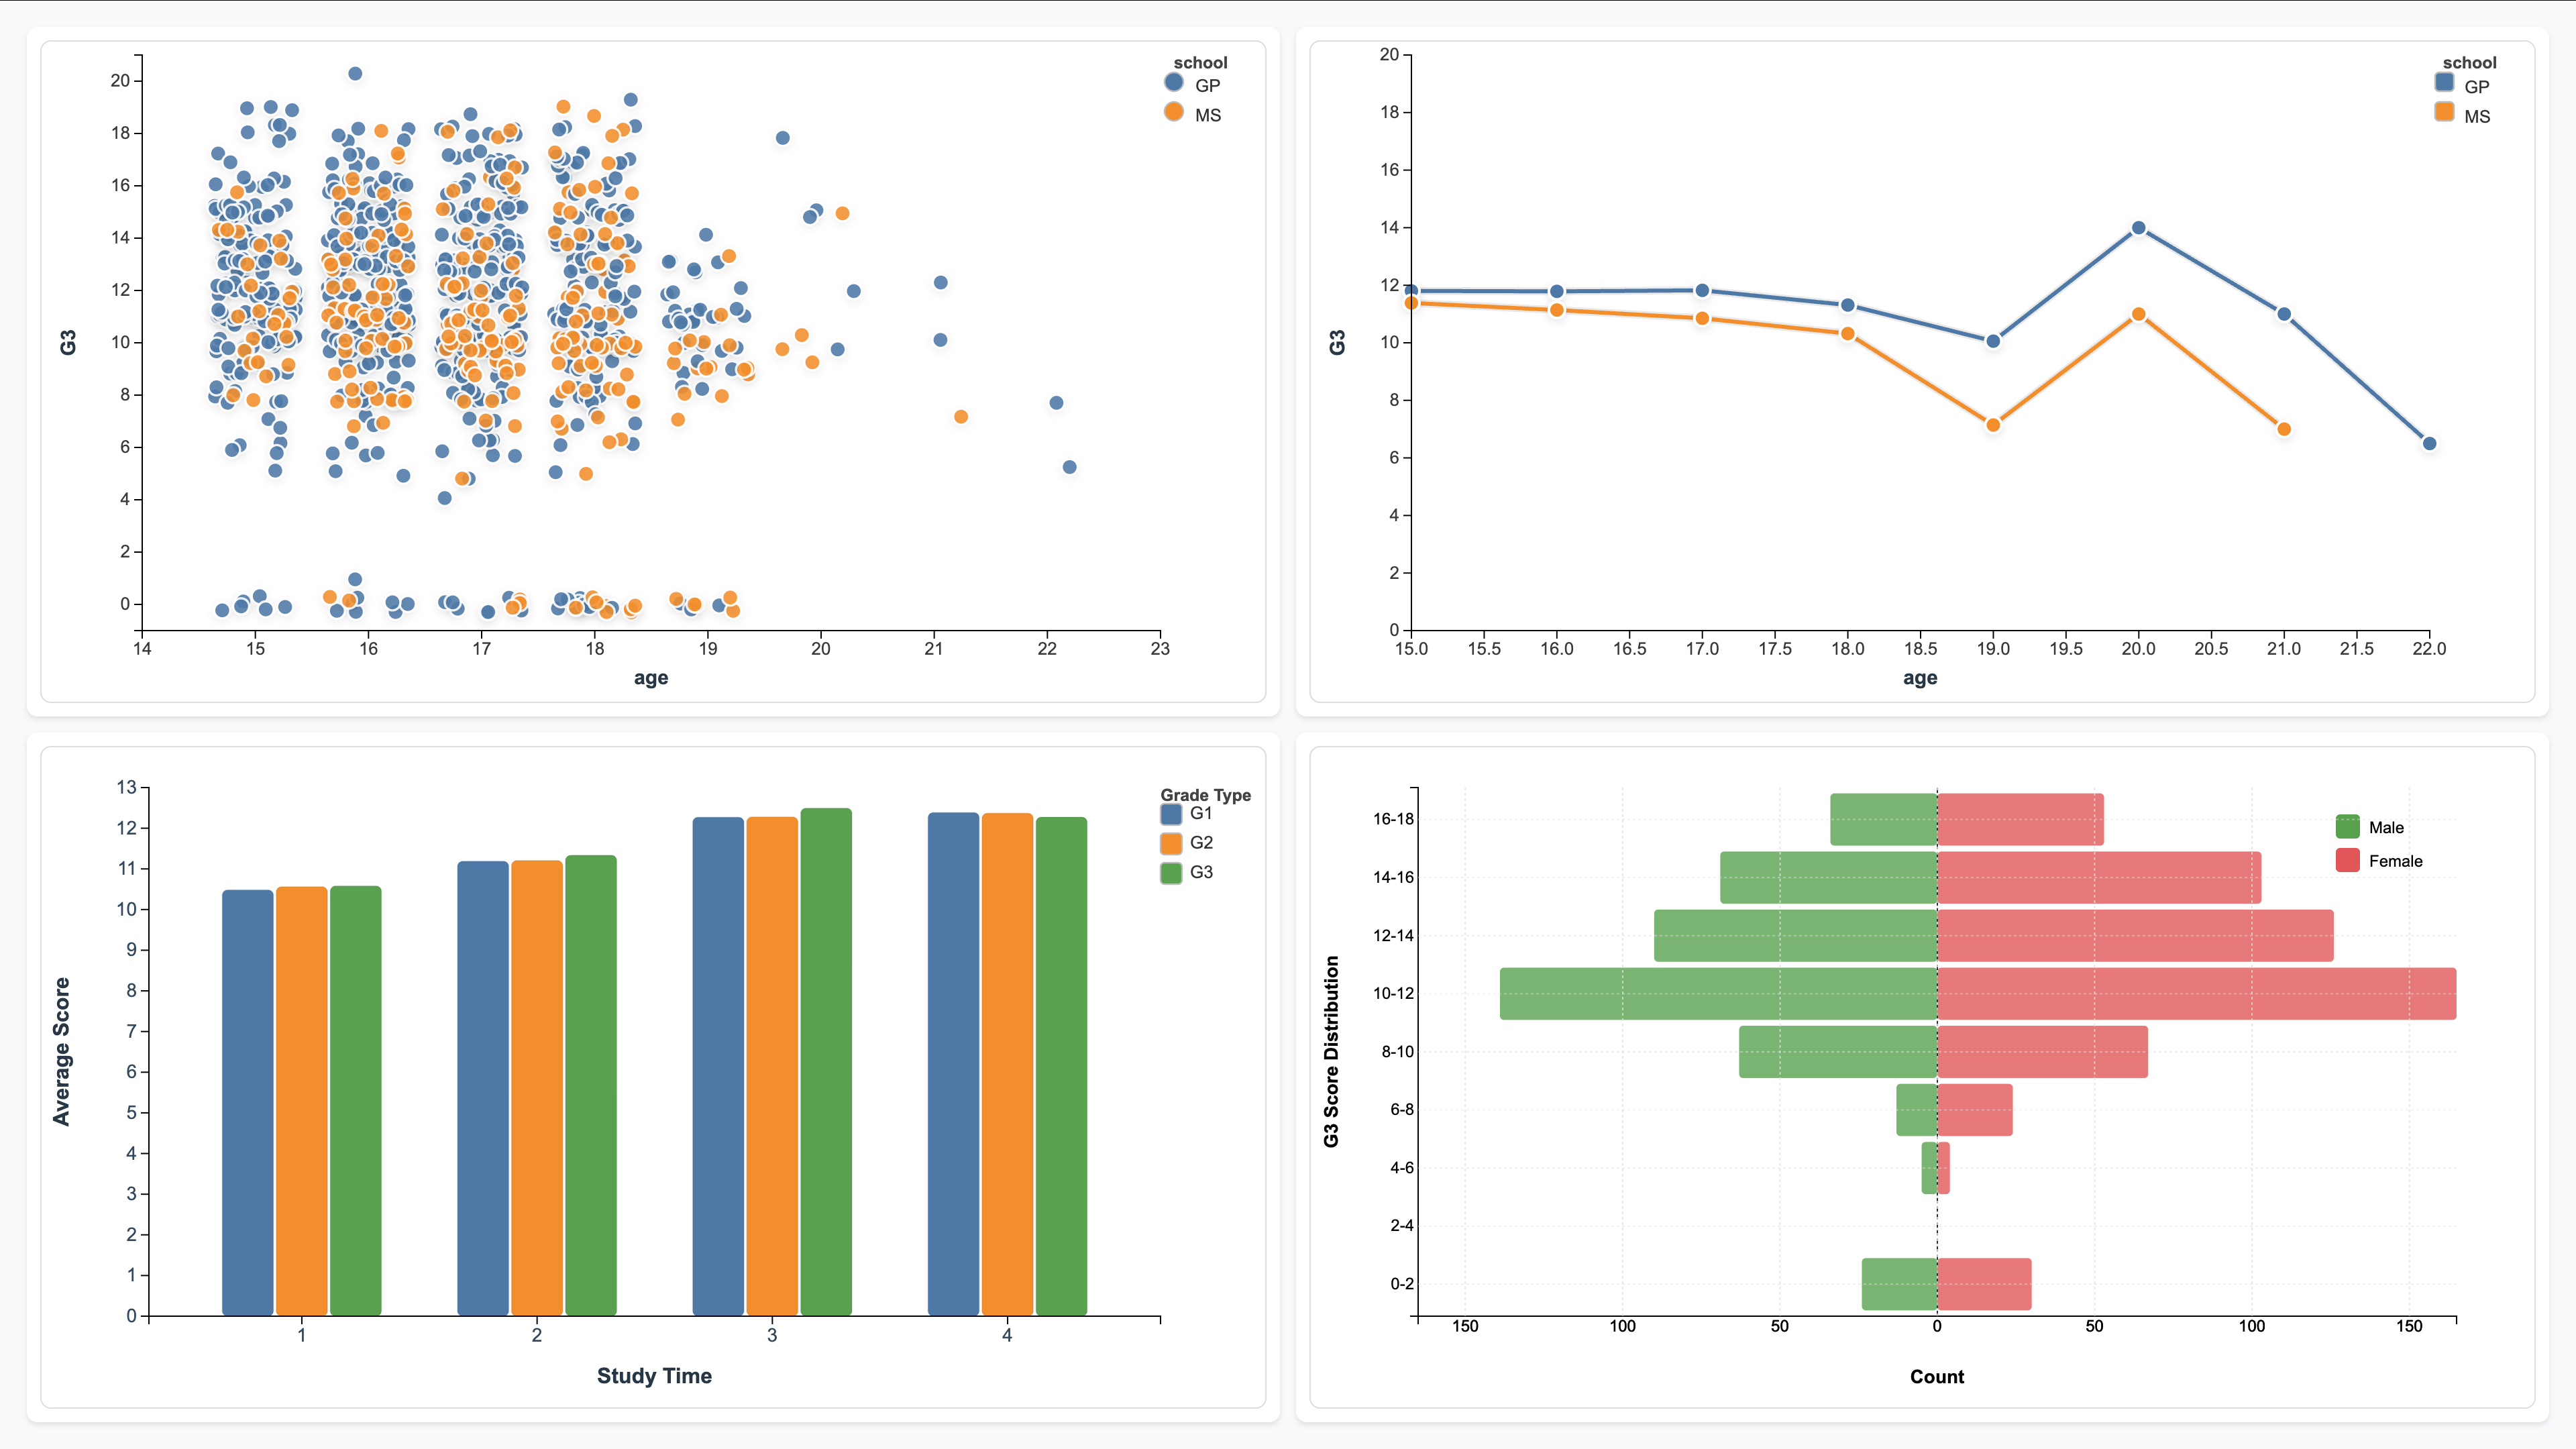 school
GP
MS
20
18
16
14
12
10
8
6
4
2
0
G3
14 15 16 17 18 19 20 21 22 23
age
school
GP
MS
20
18
16
14
12
10
8
6
4
2
0
G3
15.0 15.5 16.0 16.5 17.0 17.5 18.0 18.5 19.0 19.5 20.0 20.5 21.0 21.5 22.0
age
Grade Type
G1
G2
G3
13
12
11
10
9
8
7
6
5
4
3
2
1
0
Average Score
1 2 3 4
Study Time
Male
Female
16-18
14-16
12-14
10-12
8-10
6-8
4-6
2-4
0-2
G3 Score Distribution
150 100 50 0 50 100 150
Count